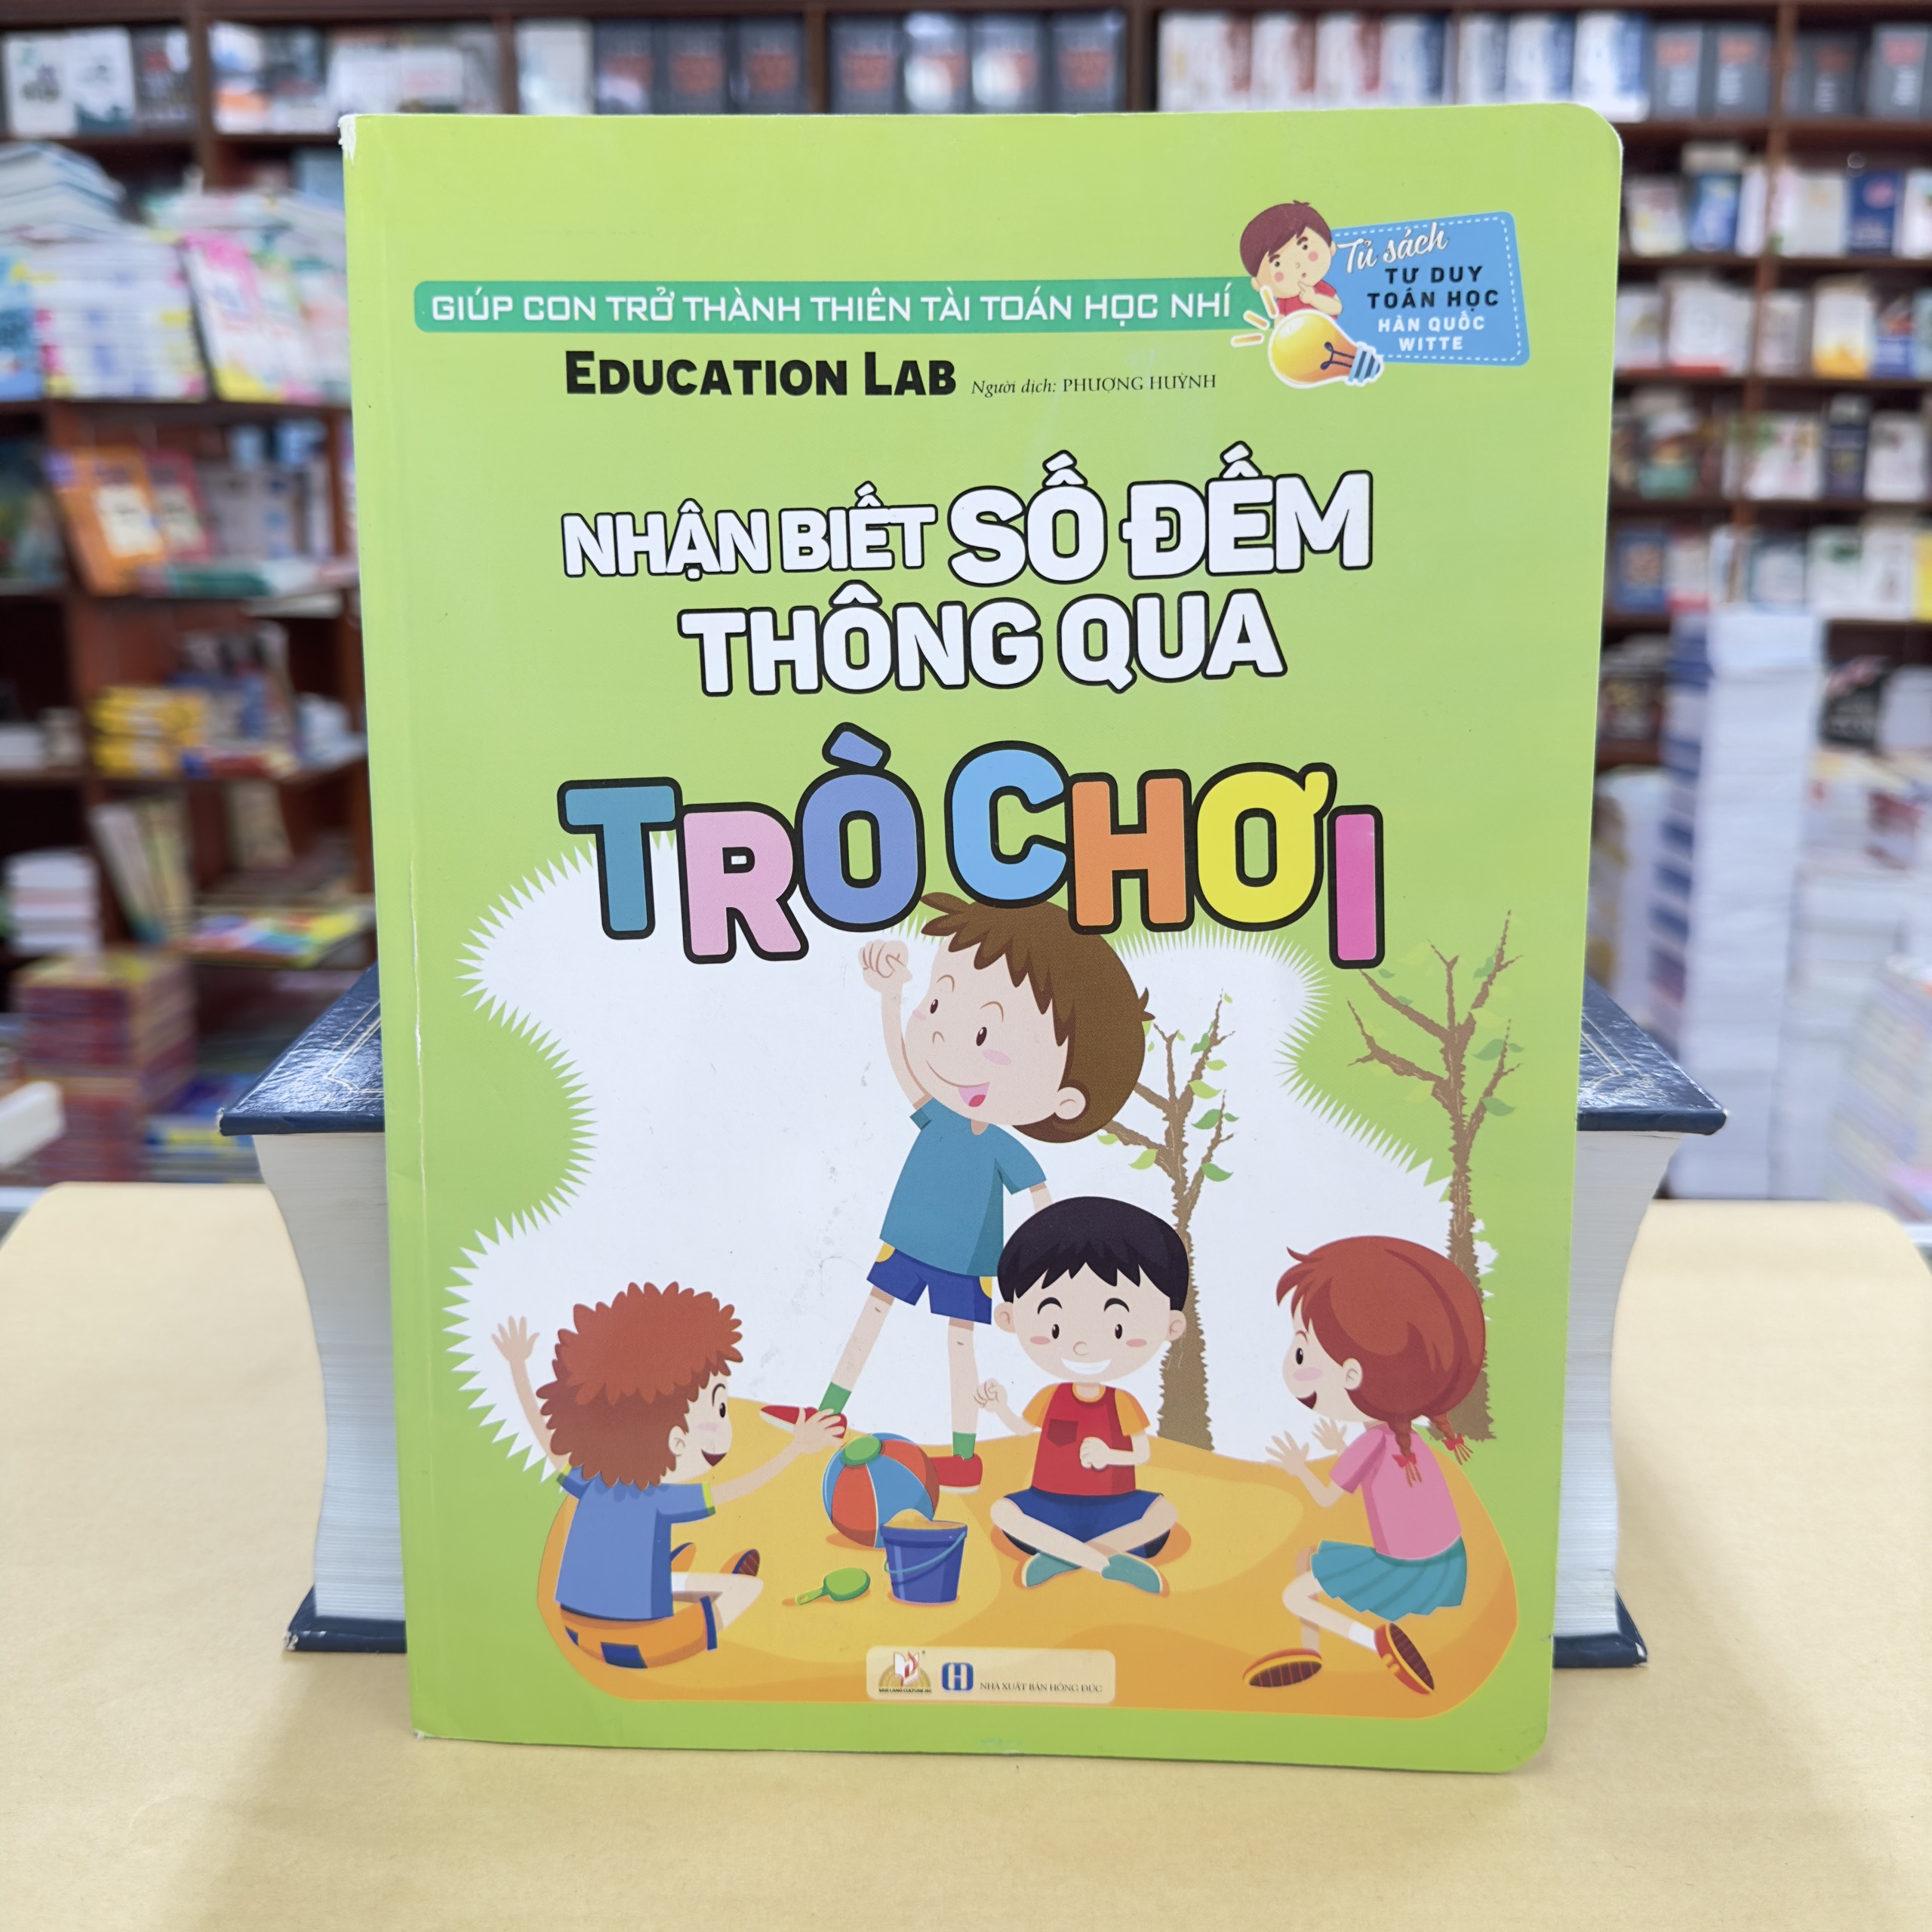 Tủ sách
TƯ DUY
TOÁN HỌC
HÀN QUỐC
WITTE
GIÚP CON TRỞ THÀNH THIÊN TÀI TOÁN HỌC NHÍ
EDUCATION LAB Người dịch: PHƯỢNG HUỲNH
NHẬN BIẾT SỐ ĐẾM
THÔNG QUA
TRÒ CHƠI
NHÀ XUẤT BẢN HỒNG ĐỨC